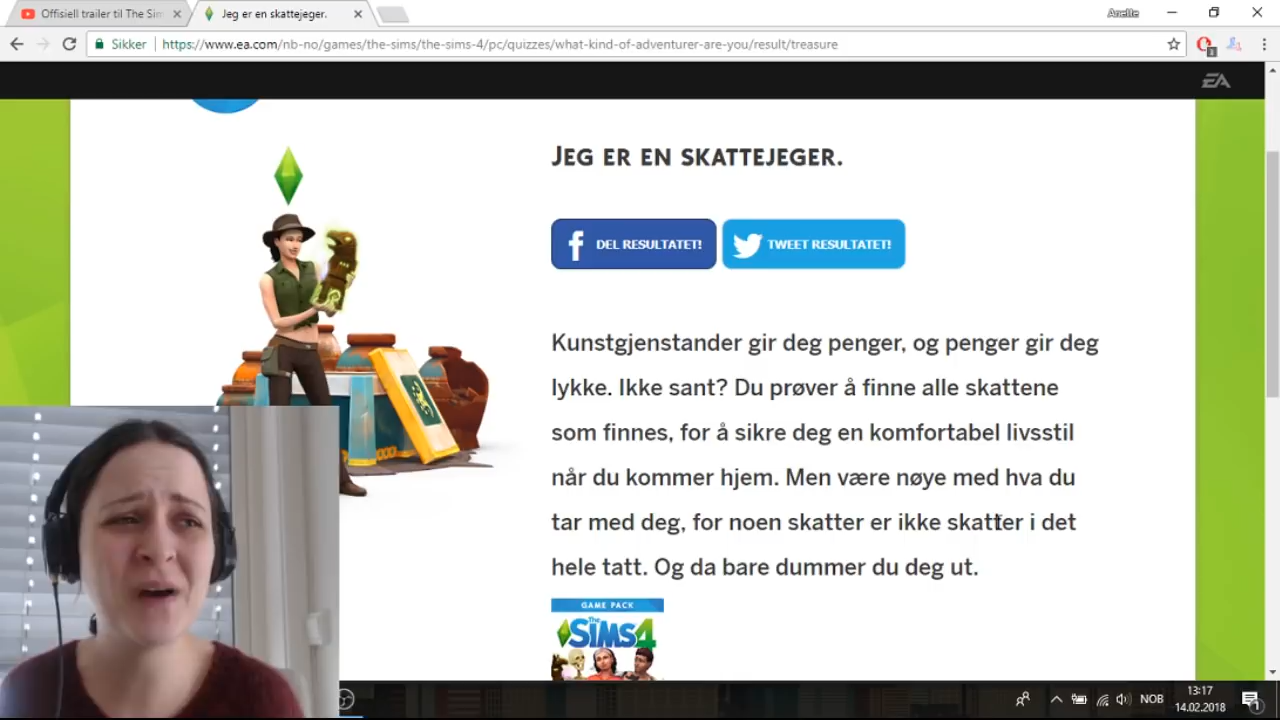 Offisiell trailer til The Sim
Jeg er en skattejeger.
Anette
Sikker
https://www.ea.com/nb-no/games/the-sims/the-sims-4/pc/quizzes/what-kind-of-adventurer-are-you/result/treasure
EA
JEG ER EN SKATTEJEGER.
DEL RESULTATET!
TWEET RESULTATET!
Kunstgjenstander gir deg penger, og penger gir deg
lykke. Ikke sant? Du prøver å finne alle skattene
som finnes, for å sikre deg en komfortabel livsstil
når du kommer hjem. Men være nøye med hva du
tar med deg, for noen skatter er ikke skatter i det
hele tatt. Og da bare dummer du deg ut.
GAME PACK
THE SIMS 4
NOB
13:17
14.02.2018